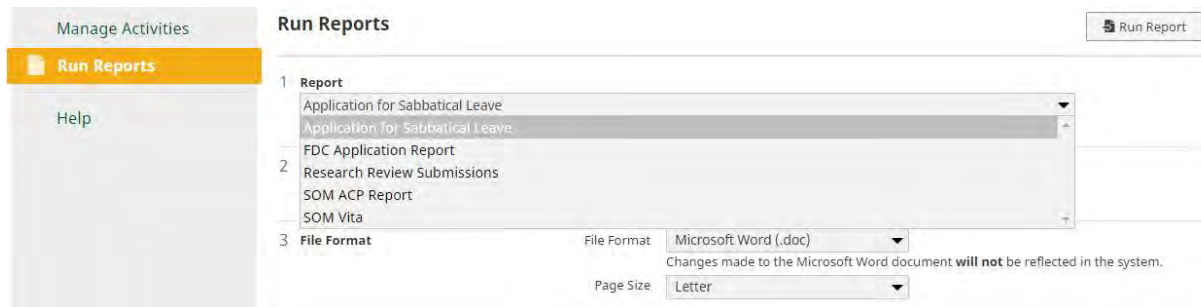 Manage Activities
Run Reports
Help
Run Reports
Run Report
1 Report
Application for Sabbatical Leave
Application for Sabbatical Leave
FDC Application Report
2
Research Review Submissions
SOM ACP Report
SOM Vita
3 File Format
File Format Microsoft Word (.doc)
Changes made to the Microsoft Word document will not be reflected in the system.
Page Size Letter